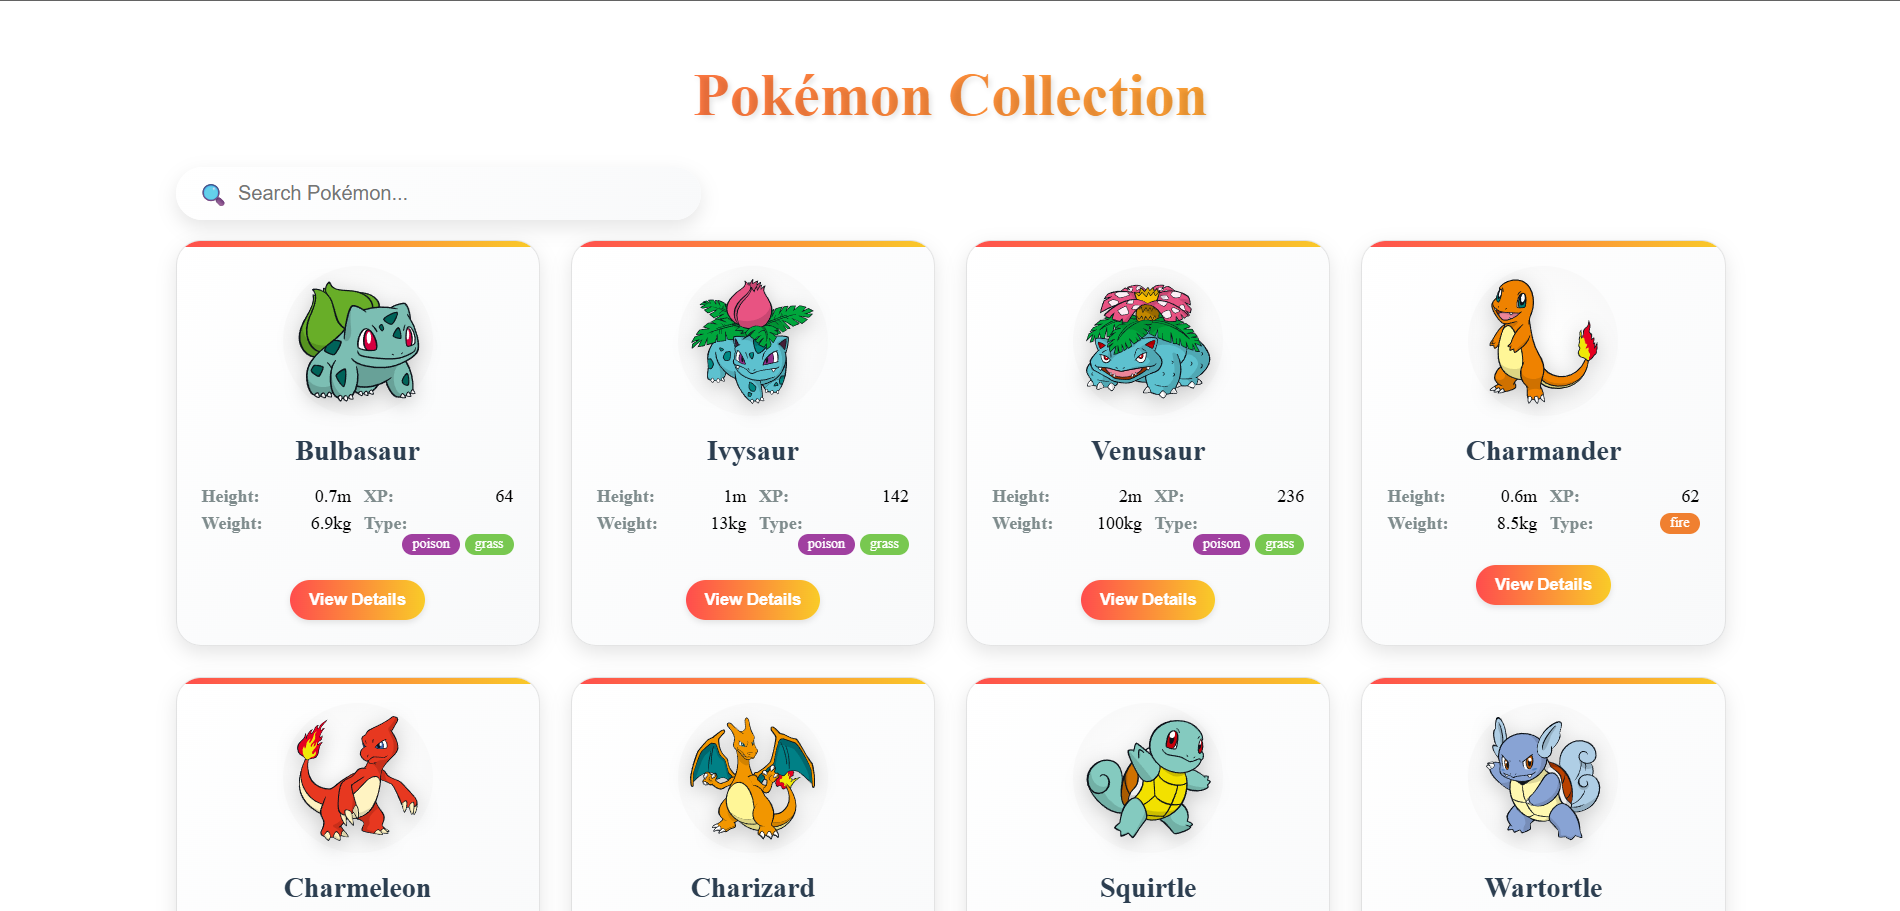 Pokémon Collection
Search Pokémon...
Bulbasaur
Height: 0.7m XP: 64
Weight: 6.9kg Type:
poison grass
View Details
Ivysaur
Height: 1m XP: 142
Weight: 13kg Type:
poison grass
View Details
Venusaur
Height: 2m XP: 236
Weight: 100kg Type:
poison grass
View Details
Charmander
Height: 0.6m XP: 62
Weight: 8.5kg Type: fire
View Details
Charmeleon
Charizard
Squirtle
Wartortle